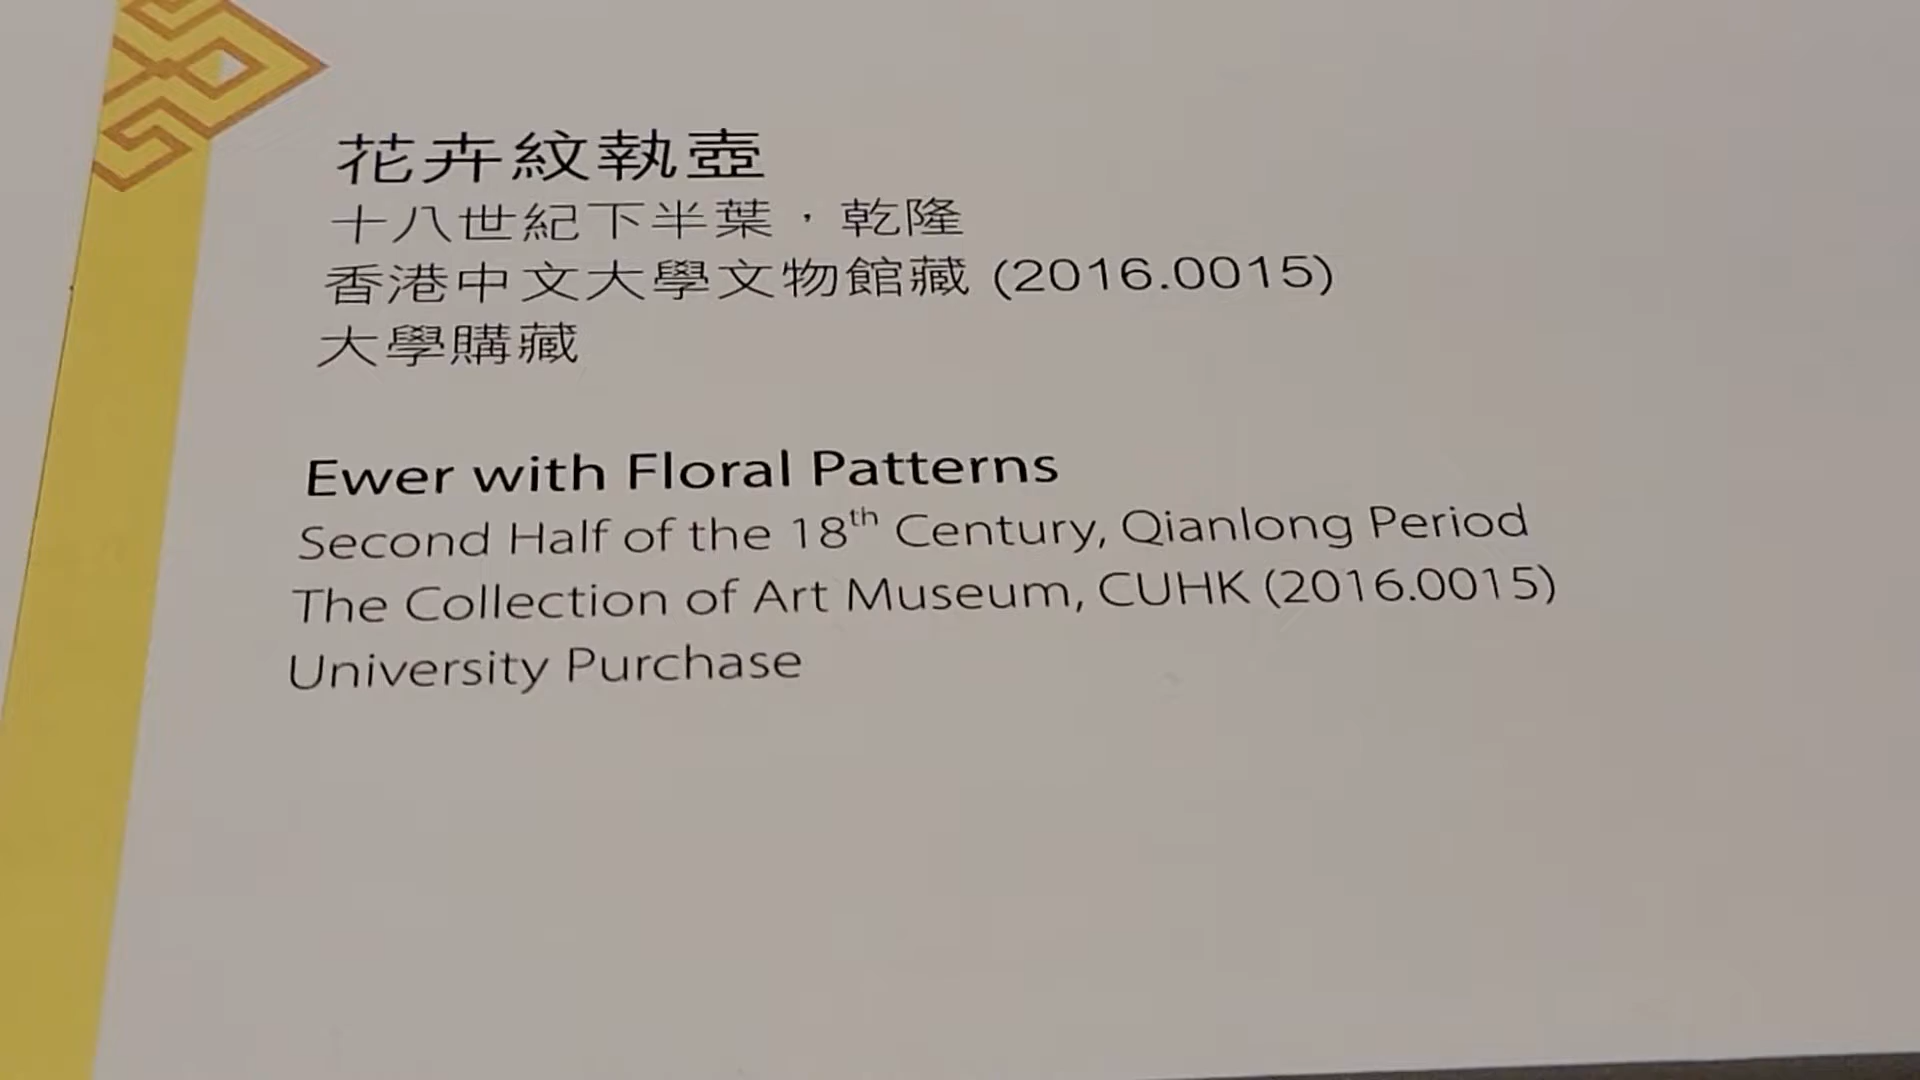 花卉紋執壺
十八世紀下半葉，乾隆
香港中文大學文物館藏 (2016.0015)
大學購藏
Ewer with Floral Patterns
Second Half of the 18th Century, Qianlong Period
The Collection of Art Museum, CUHK (2016.0015)
University Purchase